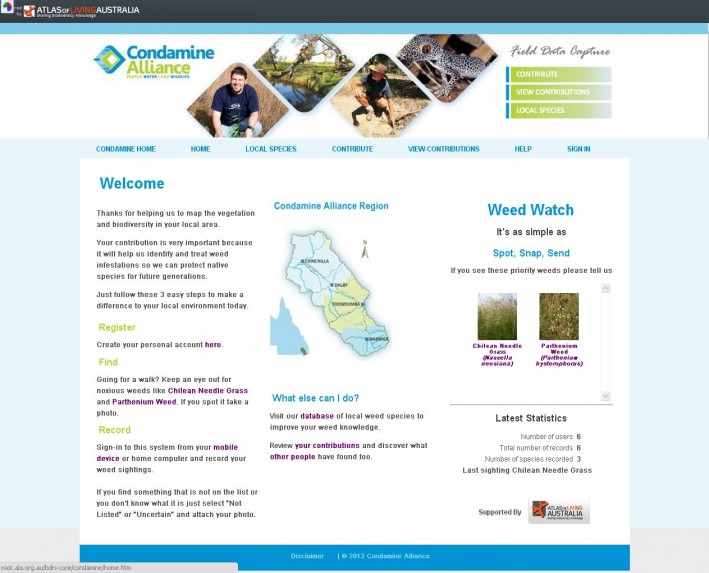 by ATLAS OF LIVING AUSTRALIA
sharing biodiversity knowledge
Condamine
Alliance
PEOPLE WATER LAND WILDLIFE
Field Data Capture
CONTRIBUTE
VIEW CONTRIBUTIONS
LOCAL SPECIES
CONDAMINE HOME HOME LOCAL SPECIES CONTRIBUTE VIEW CONTRIBUTIONS HELP SIGN IN
Welcome
Thanks for helping us to map the vegetation
and biodiversity in your local area.
Your contribution is very important because
it will help us identify and treat weed
infestations so we can protect native
species for future generations.
Just follow these 3 easy steps to make a
difference to your local environment today.
Register
Create your personal account here.
Find
Going for a walk? Keep an eye out for
noxious weeds like Chilean Needle Grass
and Parthenium Weed. If you spot it take a
photo.
Record
Sign-in to this system from your mobile
device or home computer and record your
weed sightings.
If you find something that is not on the list or
you don't know what it is just select "Not
Listed" or "Uncertain" and attach your photo.
Condamine Alliance Region
N
CHINCHILLA
DALBY
TOOWOOMBA
WARWICK
What else can I do?
Visit our database of local weed species to
improve your weed knowledge.
Review your contributions and discover what
other people have found too.
Weed Watch
It's as simple as
Spot, Snap, Send
If you see these priority weeds please tell us
Chilean Needle
Grass
(Nassella
neesiana)
Parthenium
Weed
(Parthenium
hysterophorus)
Latest Statistics
Number of users 6
Total number of records 6
Number of species recorded 3
Last sighting Chilean Needle Grass
Supported By
ATLAS OF LIVING
AUSTRALIA
sharing biodiversity knowledge
Disclaimer | © 2012 Condamine Alliance
root.ala.org.au/bdrs-core/condamine/home.htm